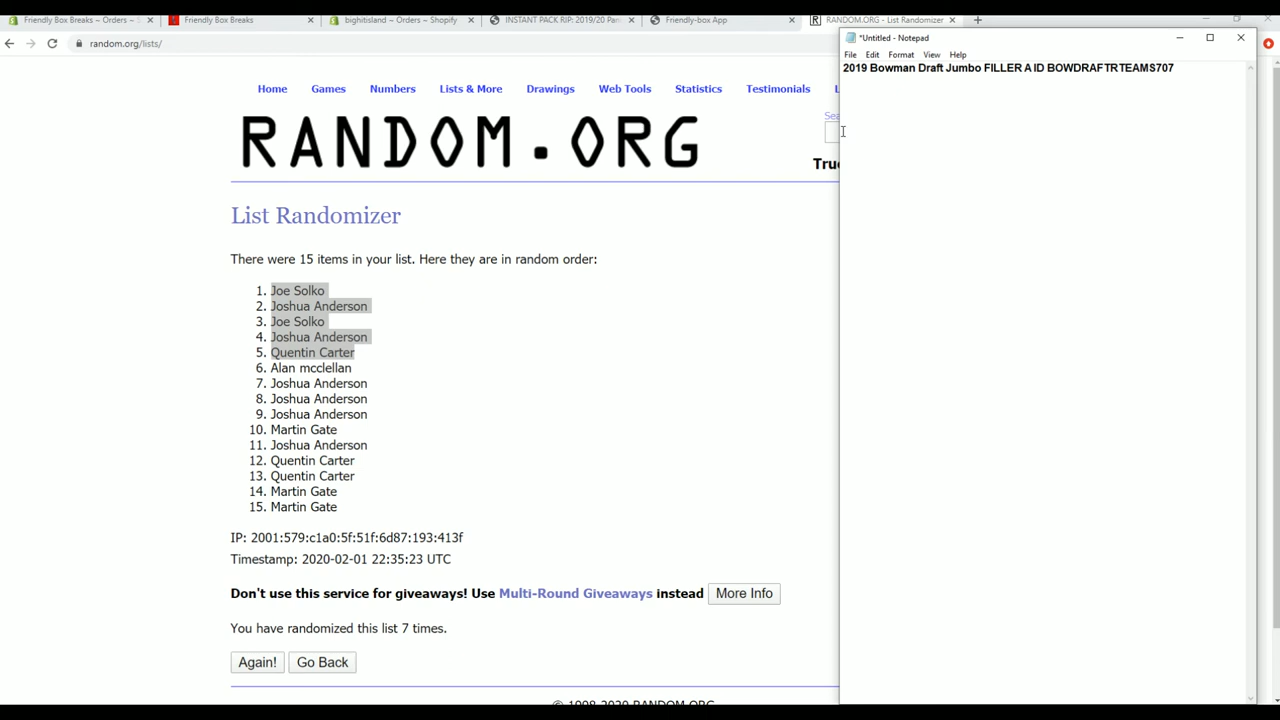 Friendly Box Breaks ~ Orders ~ S
Friendly Box Breaks
bighitisland ~ Orders ~ Shopify
INSTANT PACK RIP: 2019/20 Pan
Friendly-box App
RANDOM.ORG - List Randomizer
random.org/lists/
*Untitled - Notepad
File Edit Format View Help
2019 Bowman Draft Jumbo FILLER A ID BOWDRAFTRTEAMS707
Home Games Numbers Lists & More Drawings Web Tools Statistics Testimonials L
Sea
RANDOM.ORG
True
List Randomizer
There were 15 items in your list. Here they are in random order:
1. Joe Solko
2. Joshua Anderson
3. Joe Solko
4. Joshua Anderson
5. Quentin Carter
6. Alan mcclellan
7. Joshua Anderson
8. Joshua Anderson
9. Joshua Anderson
10. Martin Gate
11. Joshua Anderson
12. Quentin Carter
13. Quentin Carter
14. Martin Gate
15. Martin Gate
IP: 2001:579:c1a0:5f:51f:6d87:193:413f
Timestamp: 2020-02-01 22:35:23 UTC
Don't use this service for giveaways! Use Multi-Round Giveaways instead More Info
You have randomized this list 7 times.
Again! Go Back
© 1998-2020 RANDOM.ORG